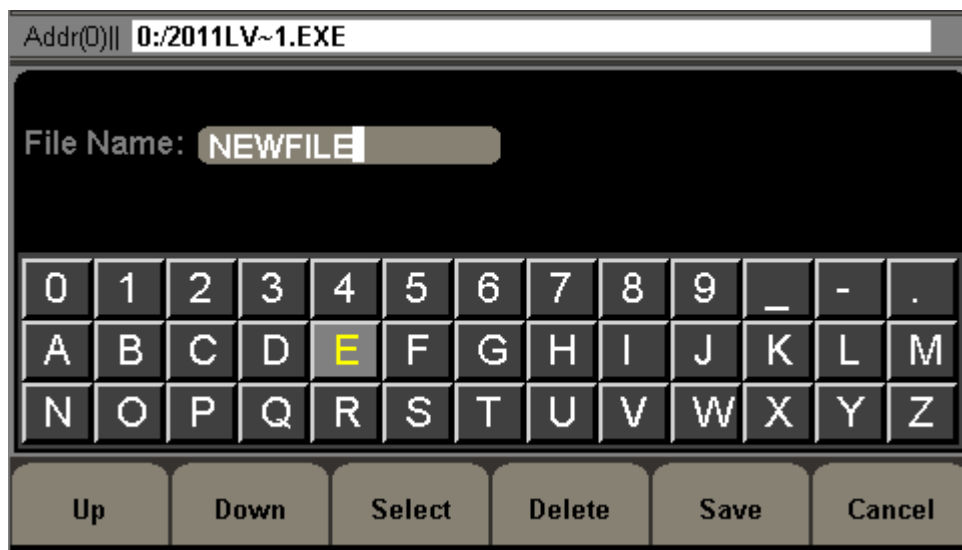 Addr(0)|| 0:/2011LV~1.EXE
File Name: NEWFILE
0 1 2 3 4 5 6 7 8 9 _ - .
A B C D E F G H I J K L M
N O P Q R S T U V W X Y Z
Up Down Select Delete Save Cancel